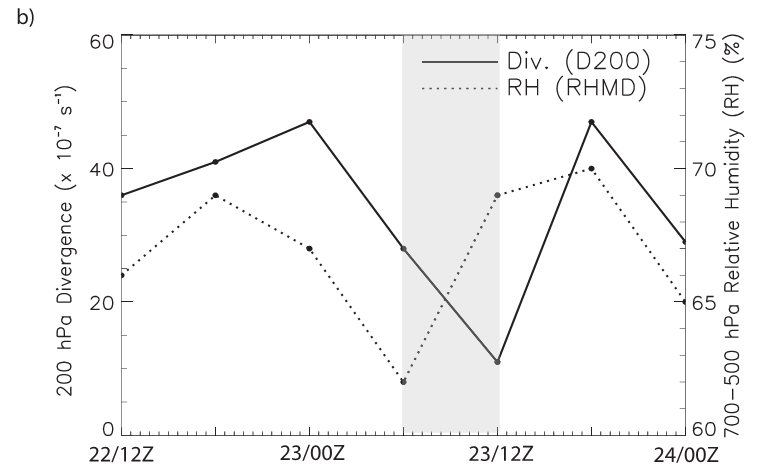 b)
200 hPa Divergence (x 10⁻⁷ s⁻¹)
60
40
20
0
Div. (D200)
RH (RHMD)
75
70
65
60
700−500 hPa Relative Humidity (RH) (%)
22/12Z 23/00Z 23/12Z 24/00Z